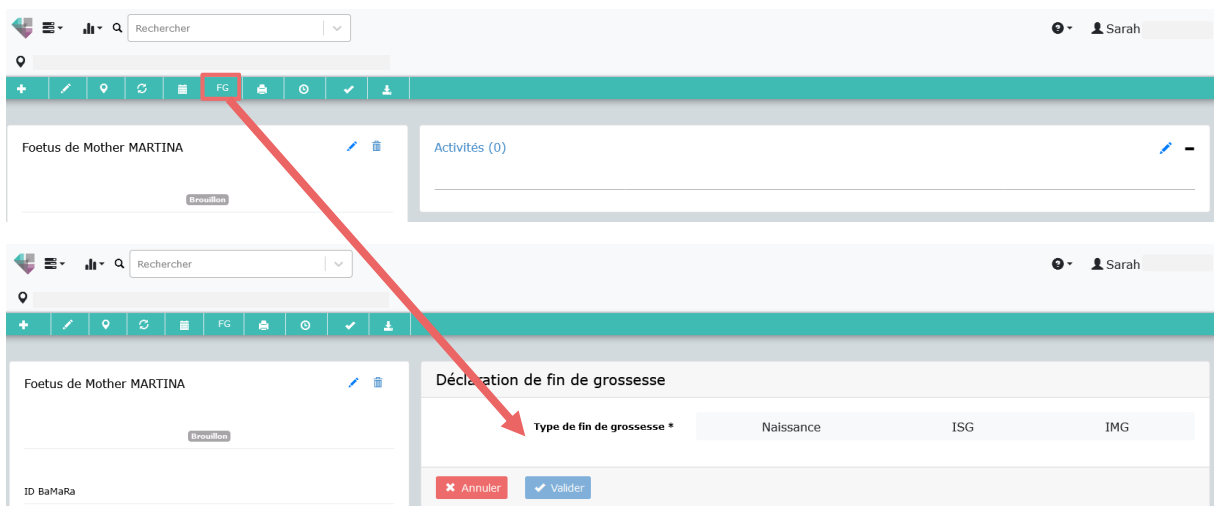 Rechercher
Sarah
FG
Foetus de Mother MARTINA
Activités (0)
Brouillon
Rechercher
Sarah
FG
Foetus de Mother MARTINA
Déclaration de fin de grossesse
Type de fin de grossesse * Naissance ISG IMG
Brouillon
ID BaMaRa
Annuler Valider